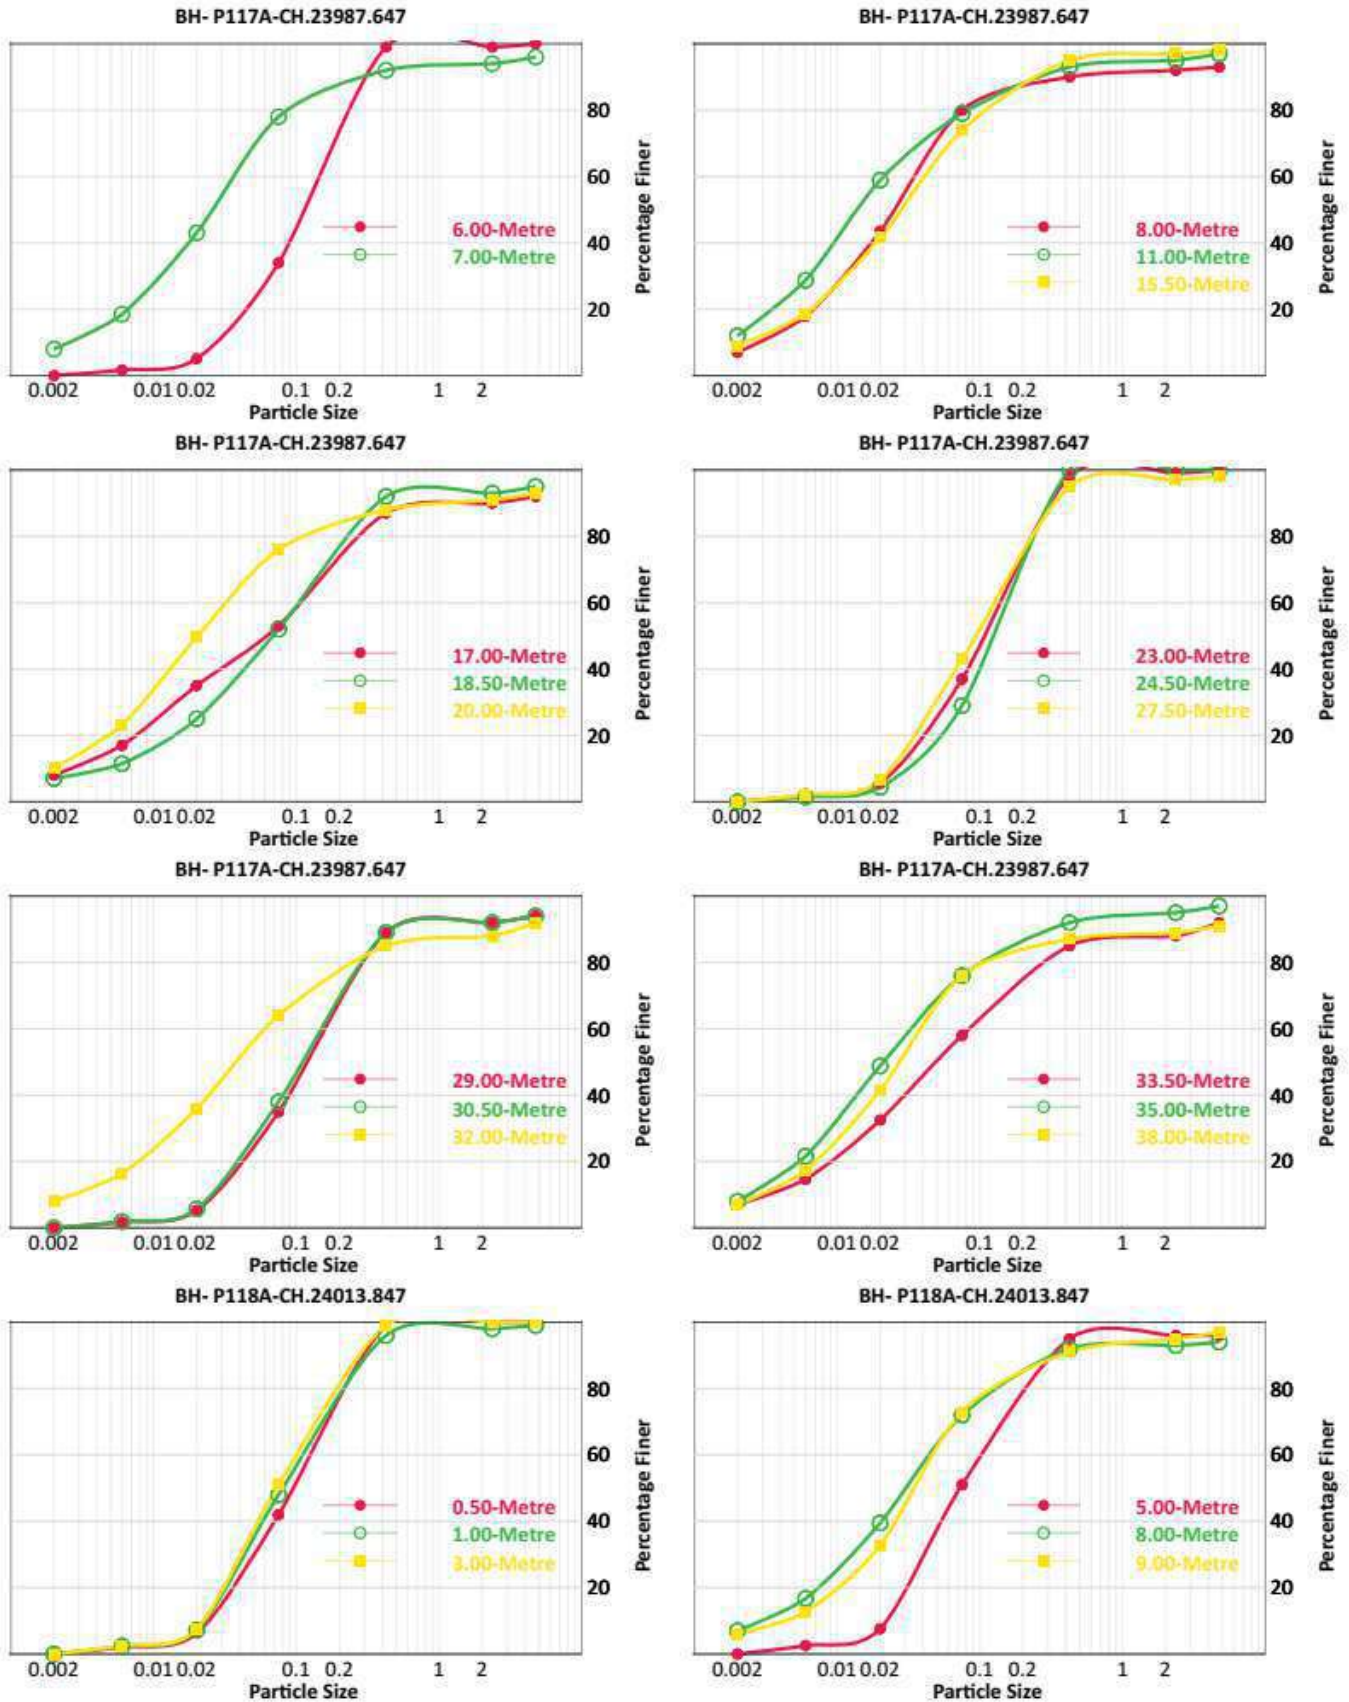 BH- P117A-CH.23987.647
80
60
40
20
Percentage Finer
6.00-Metre
7.00-Metre
0.002 0.01 0.02 0.1 0.2 1 2
Particle Size
BH- P117A-CH.23987.647
80
60
40
20
Percentage Finer
8.00-Metre
11.00-Metre
15.50-Metre
0.002 0.01 0.02 0.1 0.2 1 2
Particle Size
BH- P117A-CH.23987.647
80
60
40
20
Percentage Finer
17.00-Metre
18.50-Metre
20.00-Metre
0.002 0.01 0.02 0.1 0.2 1 2
Particle Size
BH- P117A-CH.23987.647
80
60
40
20
Percentage Finer
23.00-Metre
24.50-Metre
27.50-Metre
0.002 0.01 0.02 0.1 0.2 1 2
Particle Size
BH- P117A-CH.23987.647
80
60
40
20
Percentage Finer
29.00-Metre
30.50-Metre
32.00-Metre
0.002 0.01 0.02 0.1 0.2 1 2
Particle Size
BH- P117A-CH.23987.647
80
60
40
20
Percentage Finer
33.50-Metre
35.00-Metre
38.00-Metre
0.002 0.01 0.02 0.1 0.2 1 2
Particle Size
BH- P118A-CH.24013.847
80
60
40
20
Percentage Finer
0.50-Metre
1.00-Metre
3.00-Metre
0.002 0.01 0.02 0.1 0.2 1 2
Particle Size
BH- P118A-CH.24013.847
80
60
40
20
Percentage Finer
5.00-Metre
8.00-Metre
9.00-Metre
0.002 0.01 0.02 0.1 0.2 1 2
Particle Size